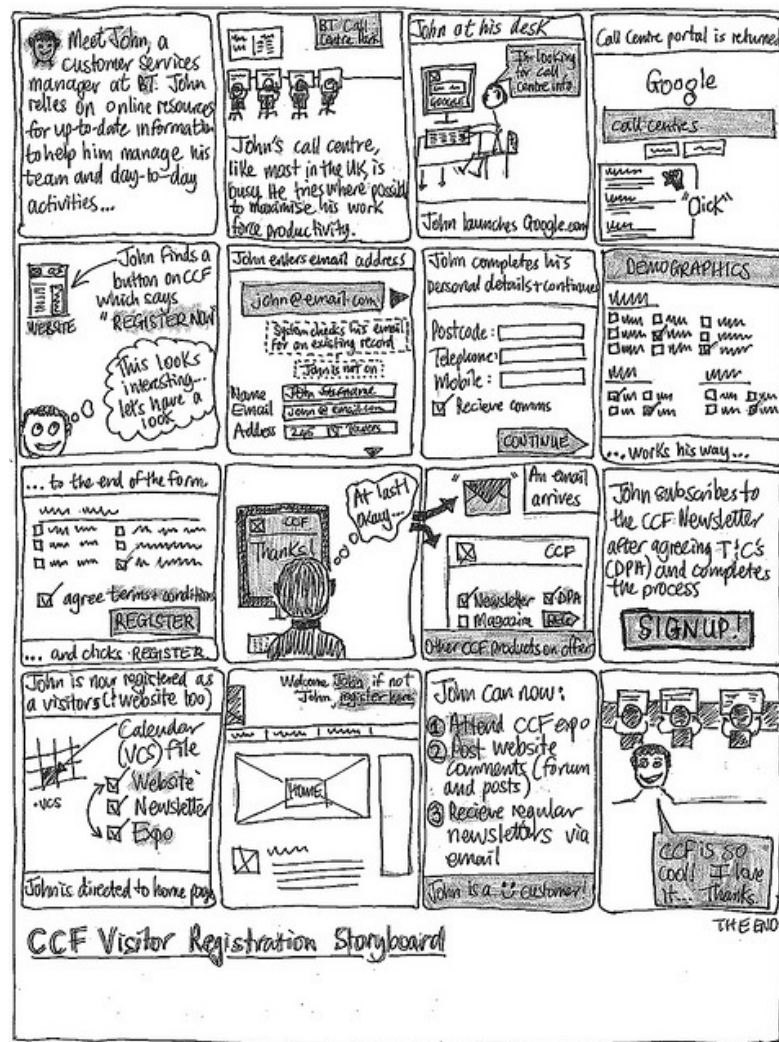 Meet John, a
customer services
manager at BT. John
relies on online resources
for up-to-date information
to help him manage his
team and day-to-day
activities...
BT Call
Centre Park
John's call centre,
like most in the UK, is
busy. He tries where possible
to maximise his work
force productivity.
John at his desk
I'm looking
for call
centre info
GOOGLE
John launches Google.com
Call Centre portal is returned
Google
call centres
"Click"
John finds a
button on CCF
which says
"REGISTER NOW"
WEBSITE
This looks
interesting...
let's have a
look
John enters email address
john@email.com
System checks his email
for an existing record
John is not on
Name John Surname
Email john@email.com
Address 245 BT Towers
John completes his
personal details + continues
Postcode:
Telephone:
Mobile:
Recieve comms
CONTINUE
DEMOGRAPHICS
...works his way...
... to the end of the form.
agree terms + conditions
REGISTER
... and clicks REGISTER
At last!
okay...
CCF
Thanks!
An email
arrives
CCF
Newsletter DPA
Magazine
Other CCF products on offer
John subscribes to
the CCF Newsletter
after agreeing T&C's
(DPA) and completes
the process
SIGN UP!
John is now registered as
a visitors (+ website too)
Calendar
(VCS) file
.vcs
Website
Newsletter
Expo
John is directed to home page
Welcome John if not
John, register here
HOME
John can now:
1 Attend CCF expo
2 Post website
comments (forum
and posts)
3 Recieve regular
newsletters via
email
John is a customer!
CCF is so
cool! I love
it... Thanks.
THE END
CCF Visitor Registration Storyboard